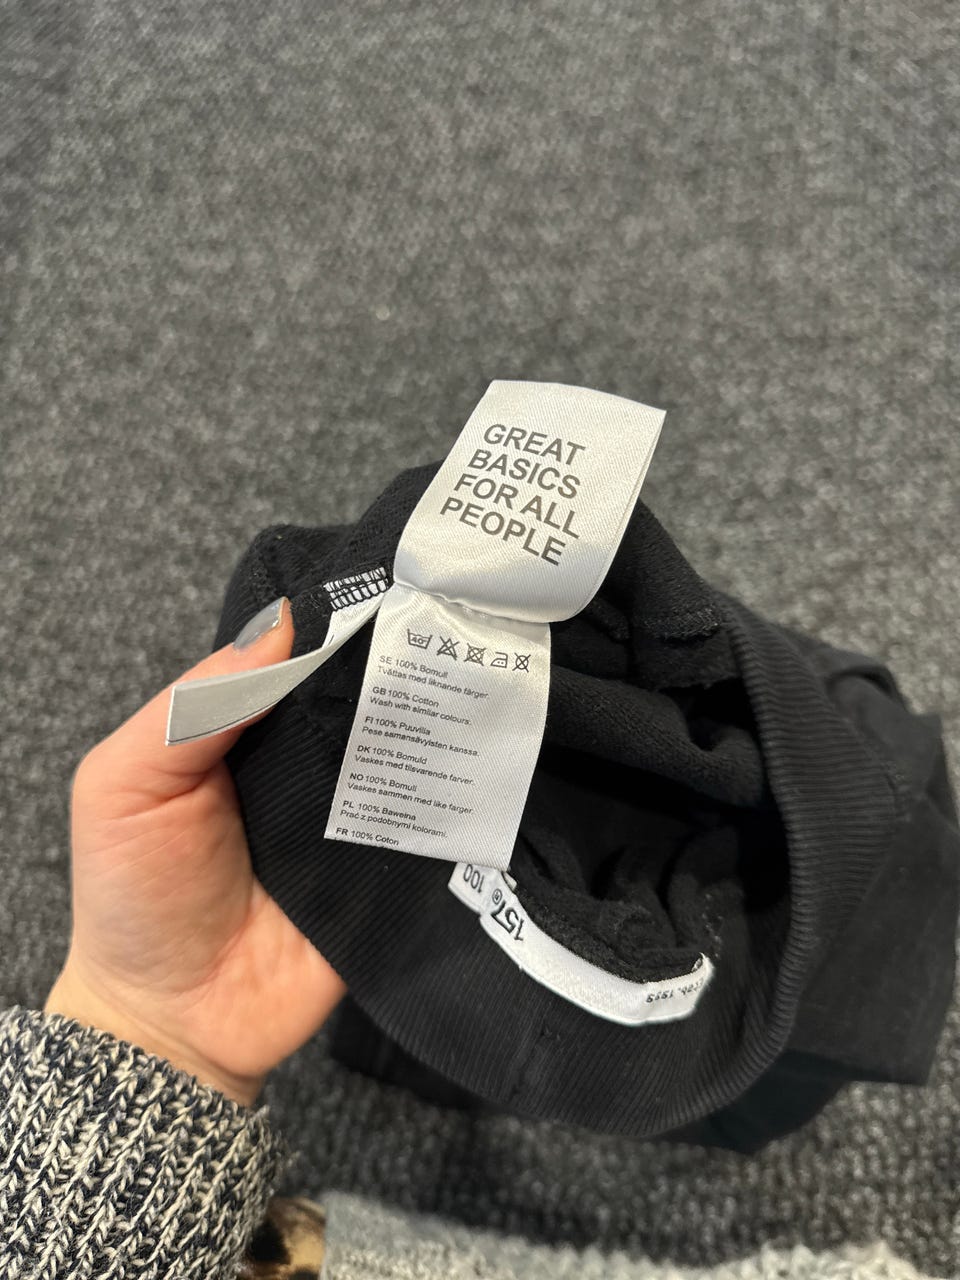 GREAT
BASICS
FOR ALL
PEOPLE
40°
SE 100% Bomull
Tvättas med liknande färger.
GB 100% Cotton
Wash with similar colours.
FI 100% Puuvilla
Pese samansävyisten kanssa.
DK 100% Bomuld
Vaskes med tilsvarende farver.
NO 100% Bomull
Vaskes sammen med like farger.
PL 100% Bawełna
Prać z podobnymi kolorami.
FR 100% Coton
100
157®